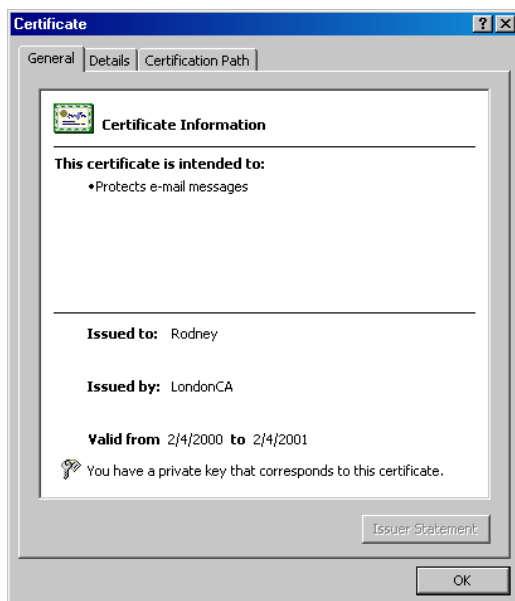 Certificate
General Details Certification Path
Certificate Information
This certificate is intended to:
•Protects e-mail messages
Issued to: Rodney
Issued by: LondonCA
Valid from 2/4/2000 to 2/4/2001
You have a private key that corresponds to this certificate.
Issuer Statement
OK